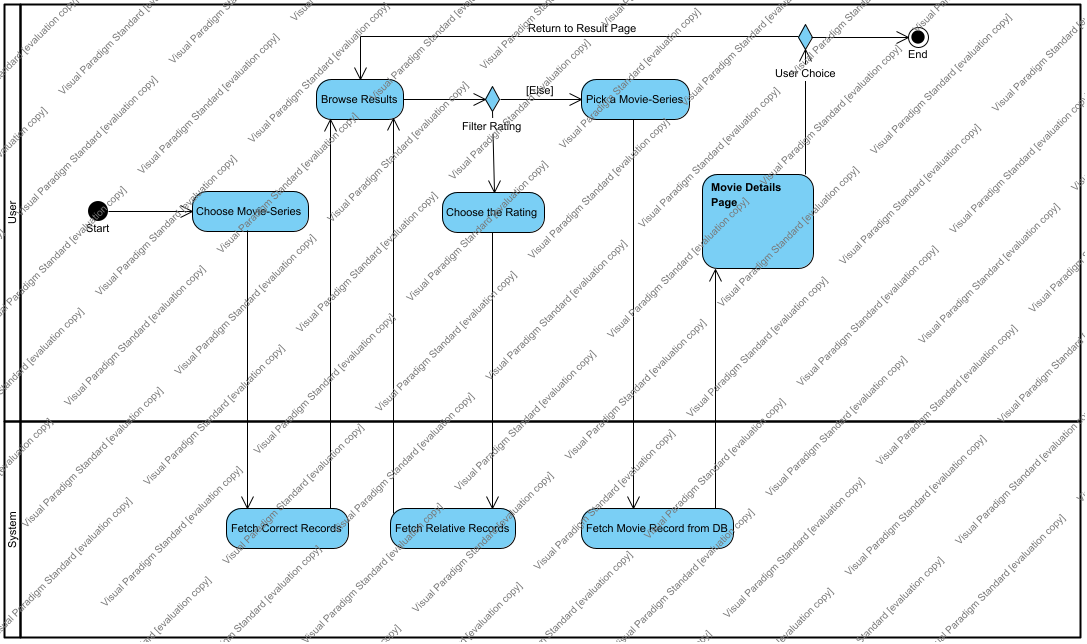 Return to Result Page
End
User Choice
Browse Results
[Else]
Pick a Movie-Series
Filter Rating
Movie Details
Page
User
Start
Choose Movie-Series
Choose the Rating
System
Fetch Correct Records
Fetch Relative Records
Fetch Movie Record from DB
Visual Paradigm Standard [evaluation copy]